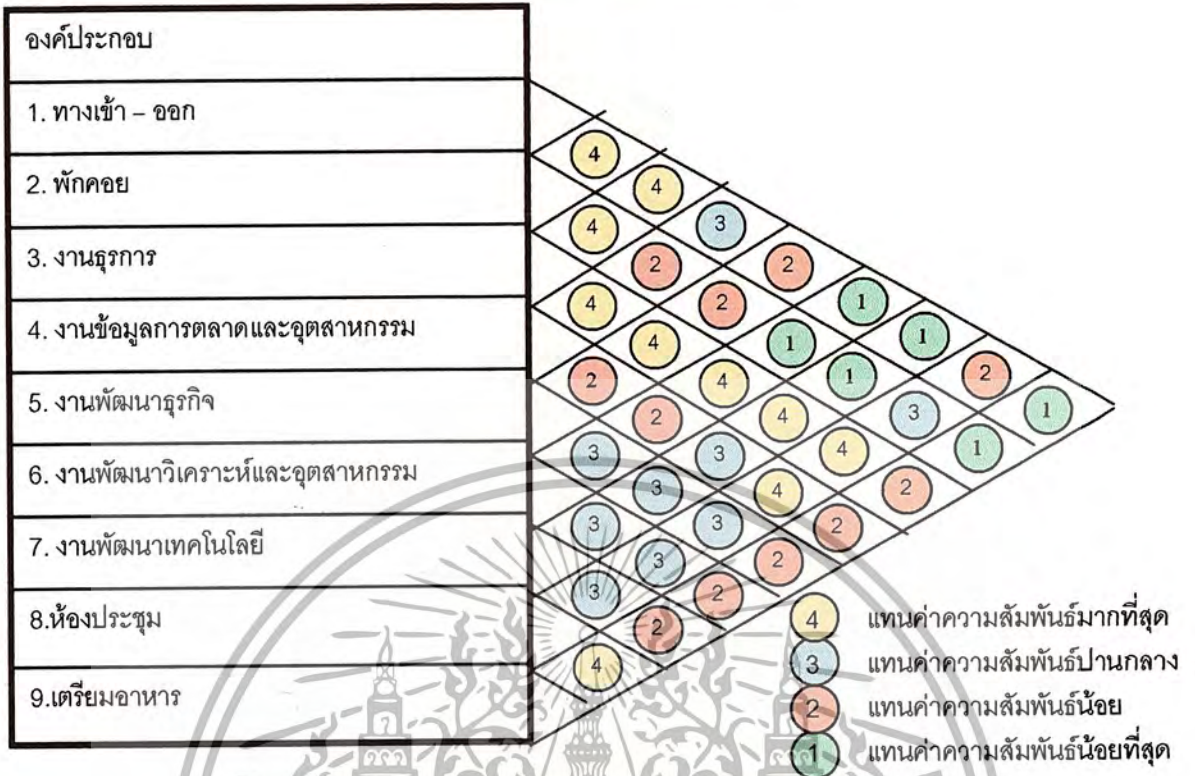 องค์ประกอบ
1. ทางเข้า – ออก
4
2. พักคอย
4
4 3
3. งานธุรการ
2 2
4 2 1
4. งานข้อมูลการตลาดและอุตสาหกรรม
4 1 1
2 4 1 2
5. งานพัฒนาธุรกิจ
2 4 3 1
3 3 4 1
6. งานพัฒนาวิเคราะห์และอุตสาหกรรม
3 4 2
3 3 2
7. งานพัฒนาเทคโนโลยี
3 2
3 2
8.ห้องประชุม
2
4
9.เตรียมอาหาร
4 แทนค่าความสัมพันธ์มากที่สุด
3 แทนค่าความสัมพันธ์ปานกลาง
2 แทนค่าความสัมพันธ์น้อย
1 แทนค่าความสัมพันธ์น้อยที่สุด